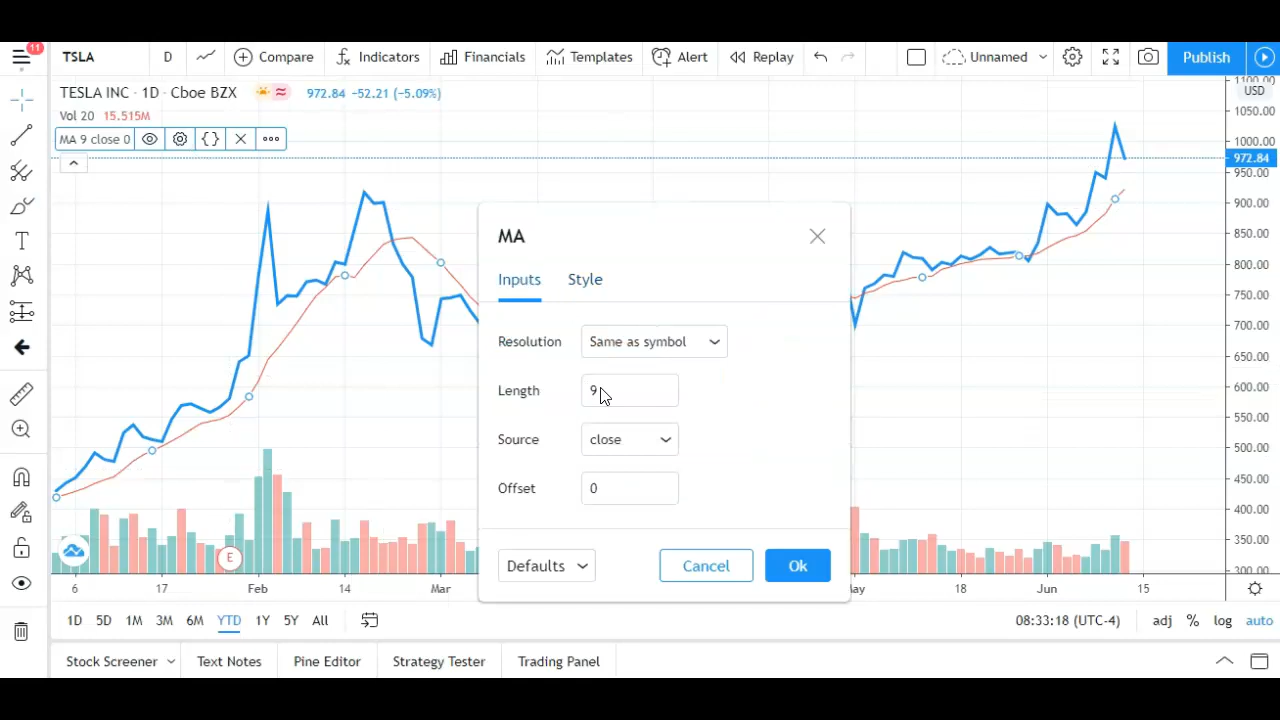 11
TSLA D Compare Indicators Financials Templates Alert Replay Unnamed Publish
TESLA INC · 1D · Cboe BZX 972.84 −52.21 (−5.09%)
Vol 20 15.515M
MA 9 close 0
USD
1100.00
1050.00
1000.00
972.84
950.00
900.00
850.00
800.00
750.00
700.00
650.00
600.00
550.00
500.00
450.00
400.00
350.00
300.00
MA
Inputs Style
Resolution Same as symbol
Length 9
Source close
Offset 0
Defaults Cancel Ok
E
6 17 Feb 14 Mar May 18 Jun 15
1D 5D 1M 3M 6M YTD 1Y 5Y All 08:33:18 (UTC-4) adj % log auto
Stock Screener Text Notes Pine Editor Strategy Tester Trading Panel